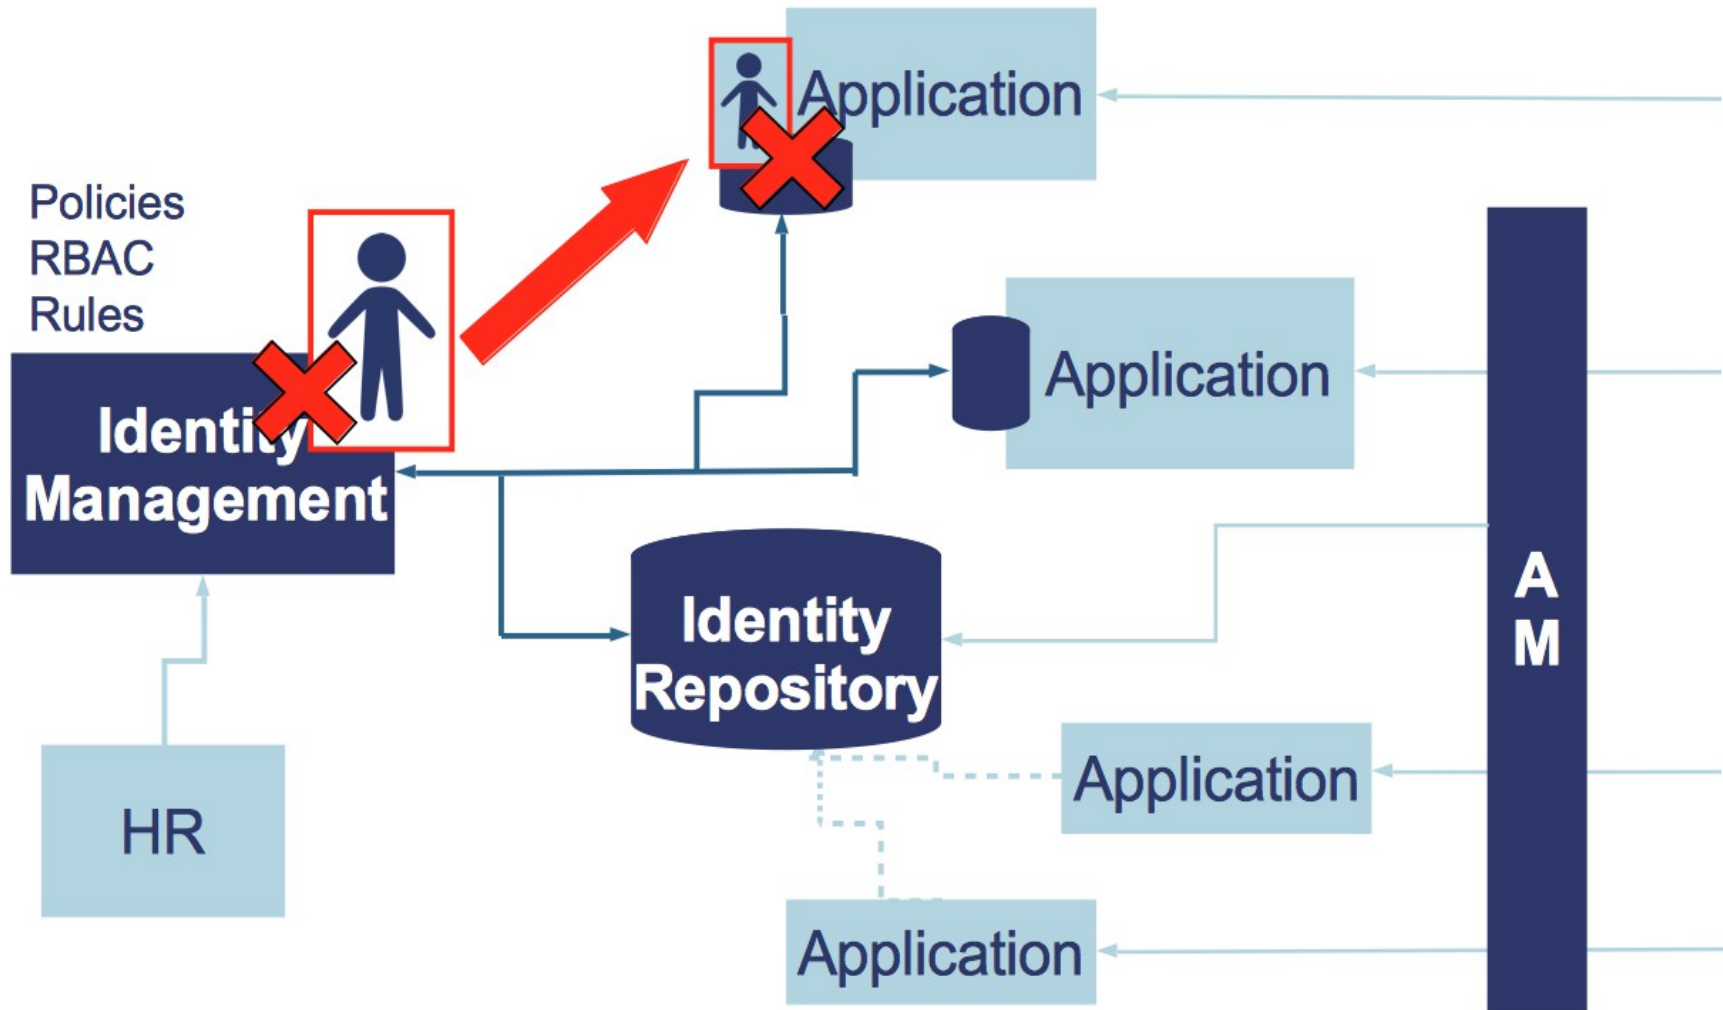 Application
Policies
RBAC
Rules
Application
Identity
Management
Identity
Repository
A
M
Application
HR
Application